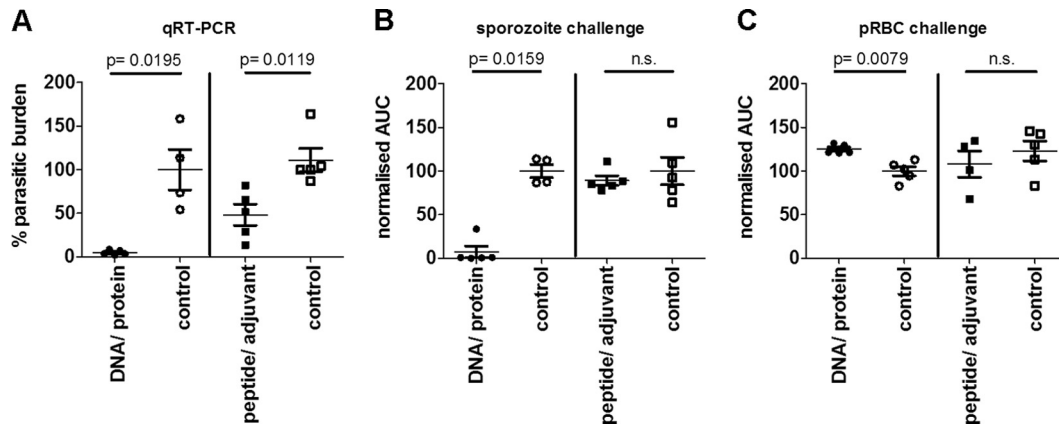 A
qRT-PCR
p= 0.0195
p= 0.0119
% parasitic burden
200
150
100
50
0
DNA/ protein
control
peptide/ adjuvant
control
B
sporozoite challenge
p= 0.0159
n.s.
normalised AUC
200
150
100
50
0
DNA/ protein
control
peptide/ adjuvant
control
C
pRBC challenge
p= 0.0079
n.s.
normalised AUC
200
150
100
50
0
DNA/ protein
control
peptide/ adjuvant
control